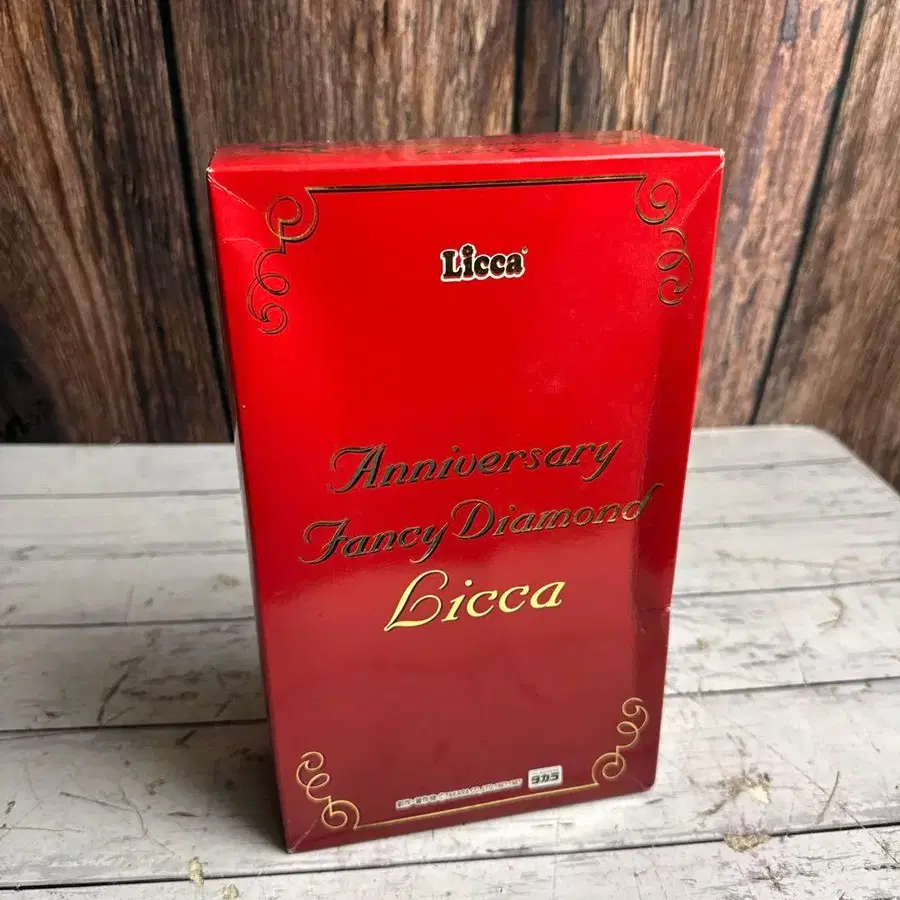 Licca
Anniversary
Fancy Diamond
Licca
タカラ